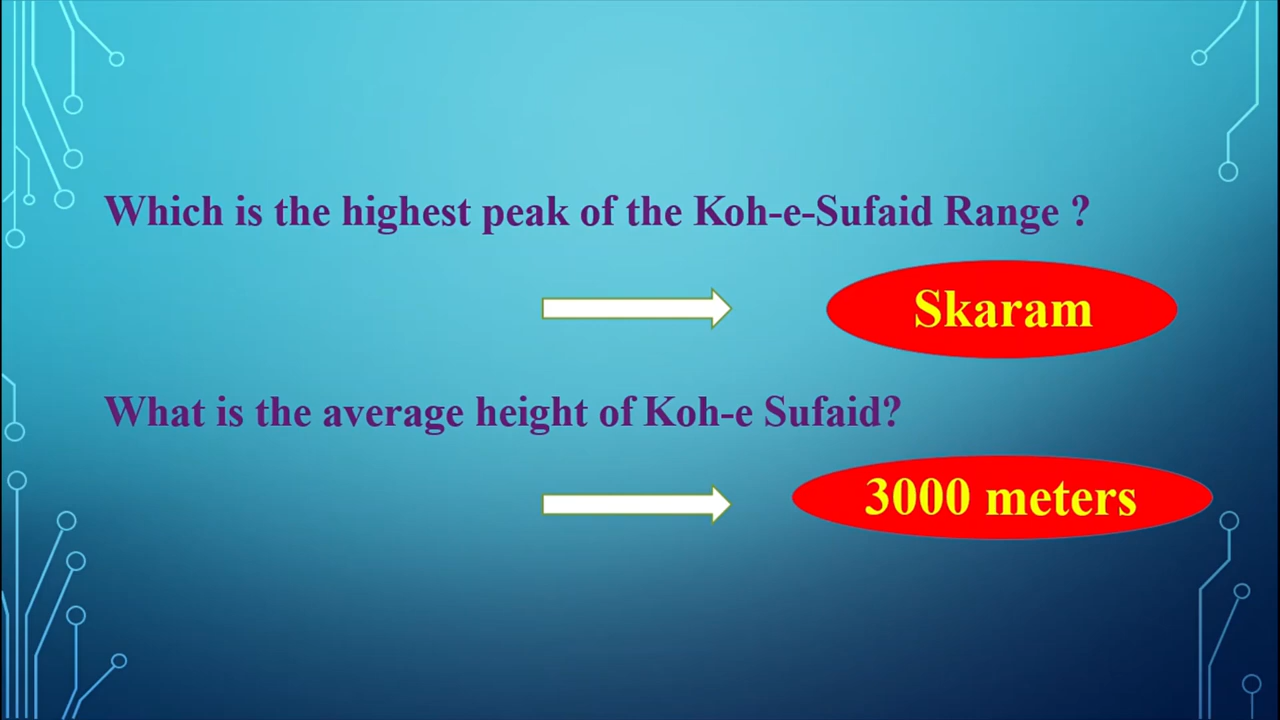 Which is the highest peak of the Koh-e-Sufaid Range ?
Skaram
What is the average height of Koh-e Sufaid?
3000 meters